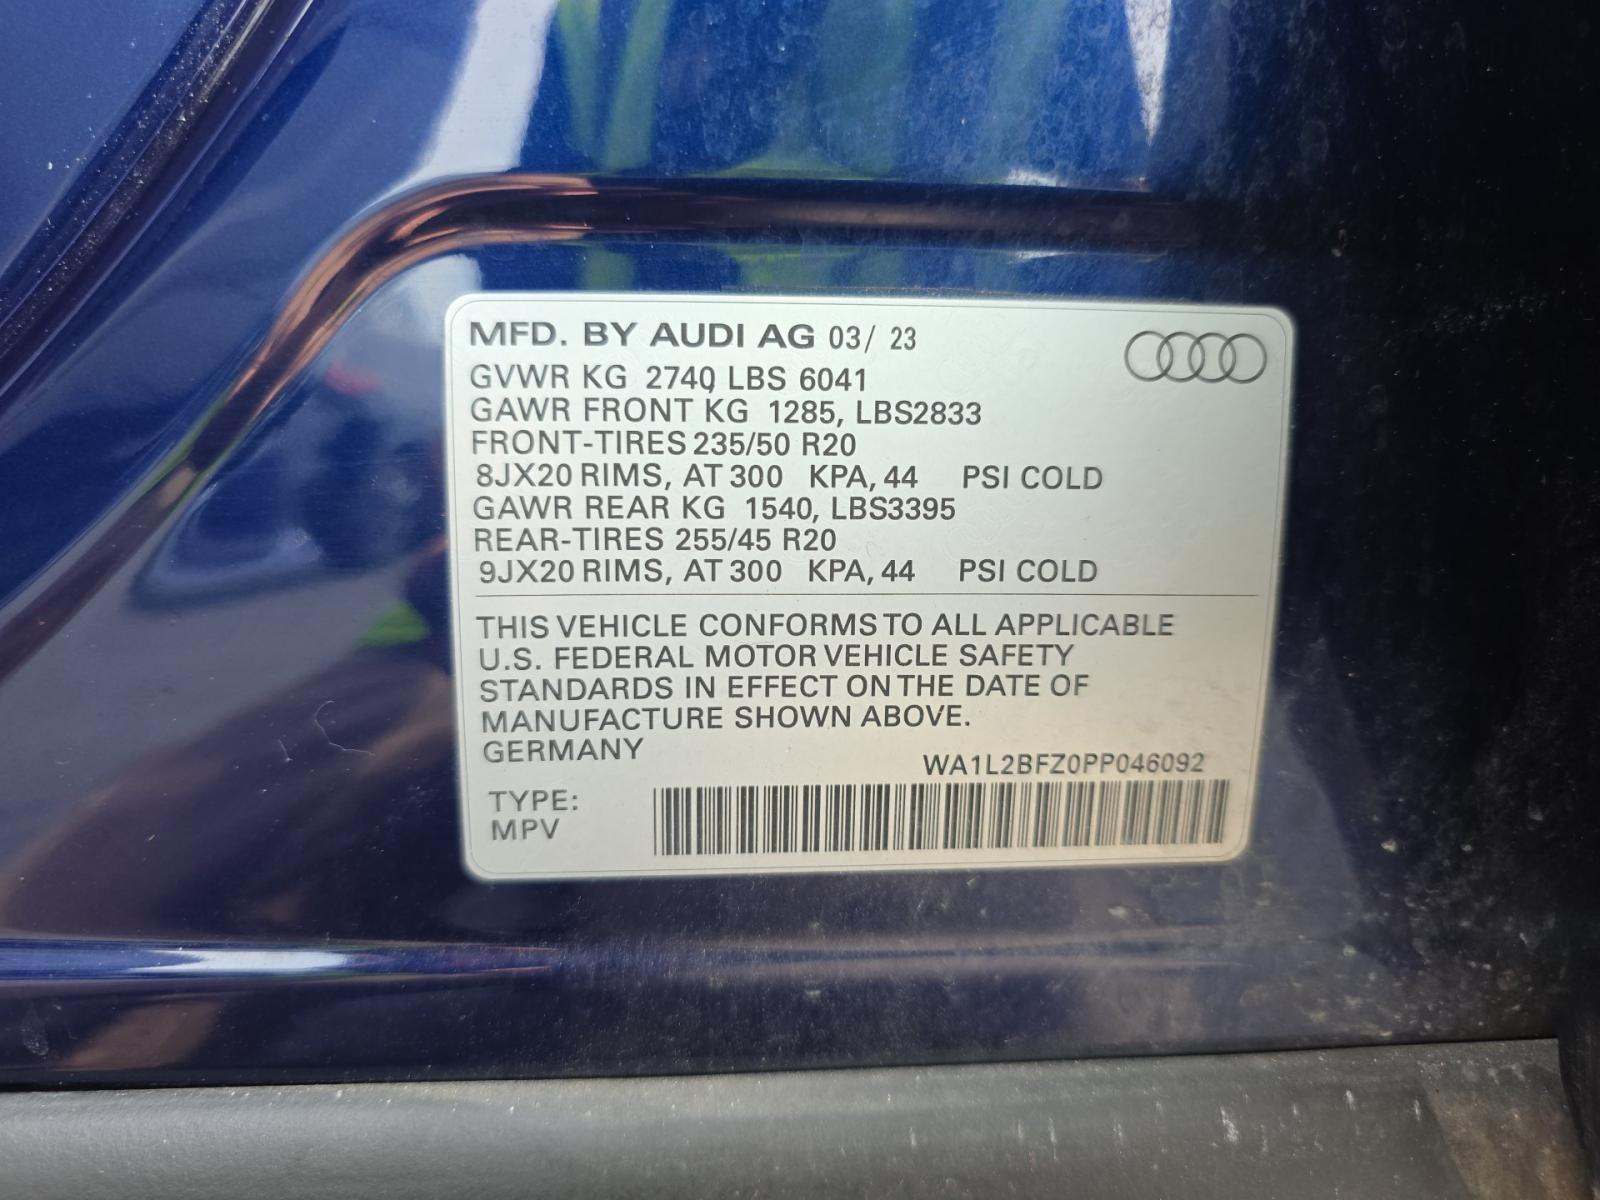 MFD. BY AUDI AG 03/ 23
GVWR KG 2740 LBS 6041
GAWR FRONT KG 1285, LBS2833
FRONT-TIRES 235/50 R20
8JX20 RIMS, AT 300 KPA, 44 PSI COLD
GAWR REAR KG 1540, LBS3395
REAR-TIRES 255/45 R20
9JX20 RIMS, AT 300 KPA, 44 PSI COLD
THIS VEHICLE CONFORMS TO ALL APPLICABLE
U.S. FEDERAL MOTOR VEHICLE SAFETY
STANDARDS IN EFFECT ON THE DATE OF
MANUFACTURE SHOWN ABOVE.
GERMANY
WA1L2BFZ0PP046092
TYPE:
MPV